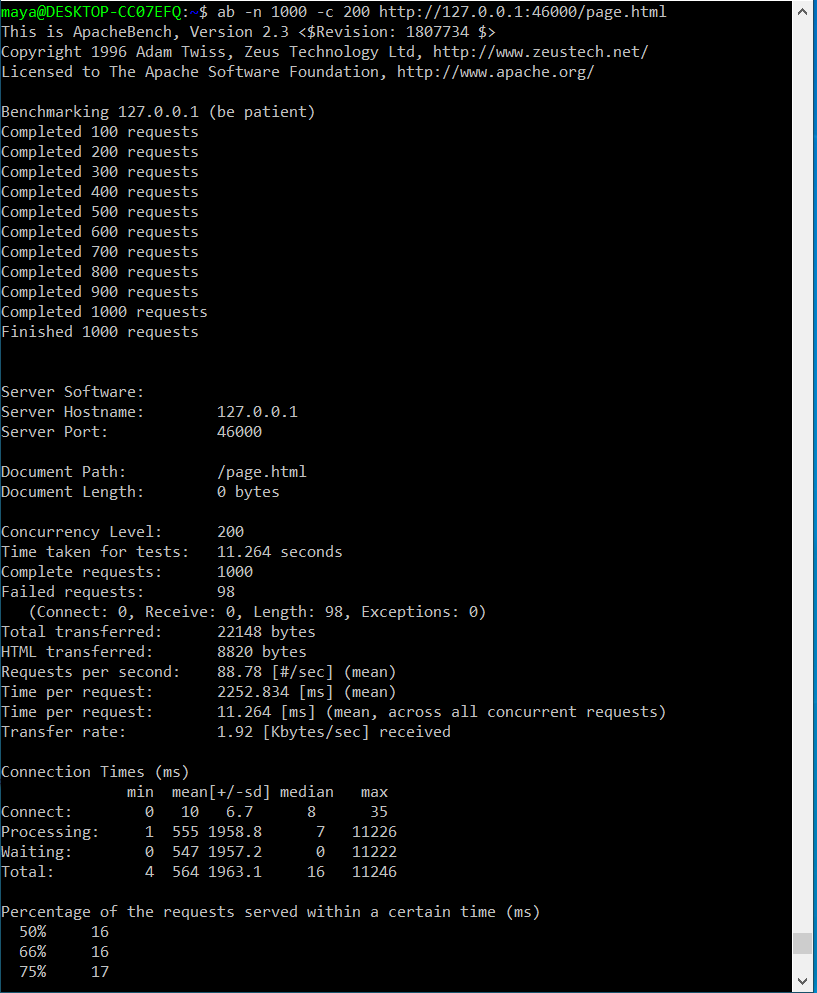 maya@DESKTOP-CC07EFQ:~$ ab -n 1000 -c 200 http://127.0.0.1:46000/page.html
This is ApacheBench, Version 2.3 <$Revision: 1807734 $>
Copyright 1996 Adam Twiss, Zeus Technology Ltd, http://www.zeustech.net/
Licensed to The Apache Software Foundation, http://www.apache.org/

Benchmarking 127.0.0.1 (be patient)
Completed 100 requests
Completed 200 requests
Completed 300 requests
Completed 400 requests
Completed 500 requests
Completed 600 requests
Completed 700 requests
Completed 800 requests
Completed 900 requests
Completed 1000 requests
Finished 1000 requests


Server Software:
Server Hostname:        127.0.0.1
Server Port:            46000

Document Path:          /page.html
Document Length:        0 bytes

Concurrency Level:      200
Time taken for tests:   11.264 seconds
Complete requests:      1000
Failed requests:        98
   (Connect: 0, Receive: 0, Length: 98, Exceptions: 0)
Total transferred:      22148 bytes
HTML transferred:       8820 bytes
Requests per second:    88.78 [#/sec] (mean)
Time per request:       2252.834 [ms] (mean)
Time per request:       11.264 [ms] (mean, across all concurrent requests)
Transfer rate:          1.92 [Kbytes/sec] received

Connection Times (ms)
              min  mean[+/-sd] median   max
Connect:        0   10   6.7      8      35
Processing:     1  555 1958.8      7   11226
Waiting:        0  547 1957.2      0   11222
Total:          4  564 1963.1     16   11246

Percentage of the requests served within a certain time (ms)
  50%     16
  66%     16
  75%     17